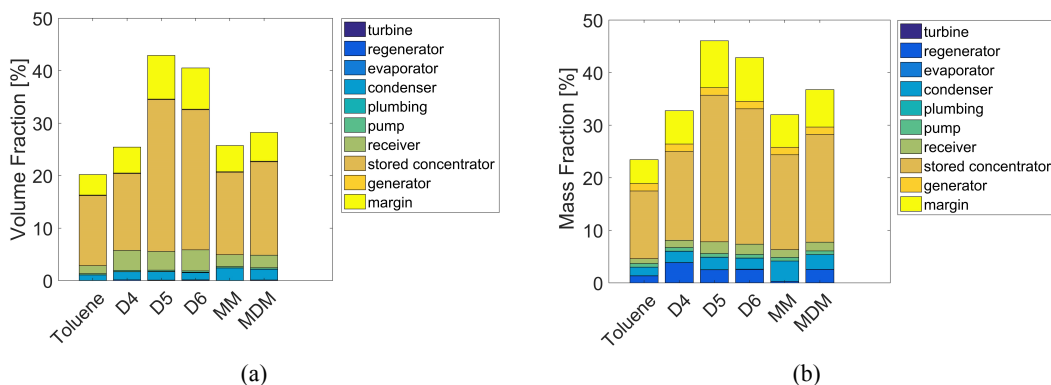 50
40
30
20
10
0
Volume Fraction [%]
Toluene
D4
D5
D6
MM
MDM
turbine
regenerator
evaporator
condenser
plumbing
pump
receiver
stored concentrator
generator
margin
(a)
50
40
30
20
10
0
Mass Fraction [%]
Toluene
D4
D5
D6
MM
MDM
turbine
regenerator
evaporator
condenser
plumbing
pump
receiver
stored concentrator
generator
margin
(b)